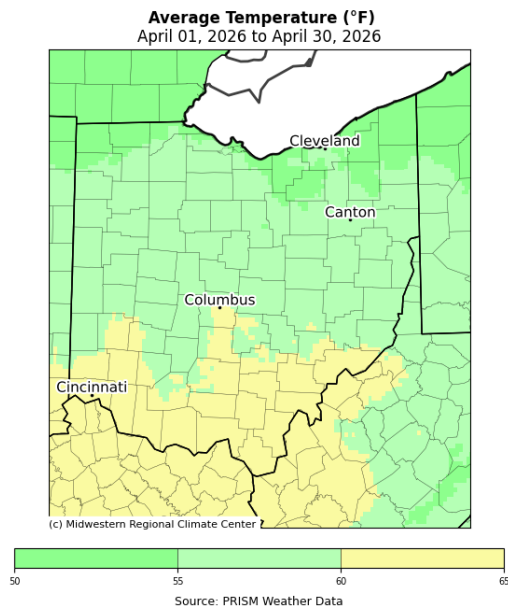 Average Temperature (°F)
April 01, 2026 to April 30, 2026
Cleveland
Canton
Columbus
Cincinnati
(c) Midwestern Regional Climate Center
50 55 60 65
Source: PRISM Weather Data